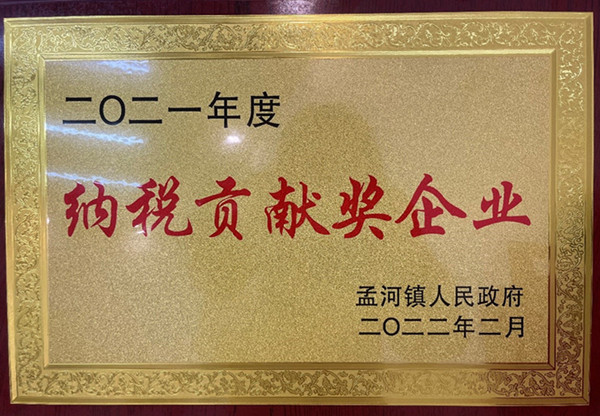 二〇二一年度
纳税贡献奖企业
孟河镇人民政府
二〇二二年二月